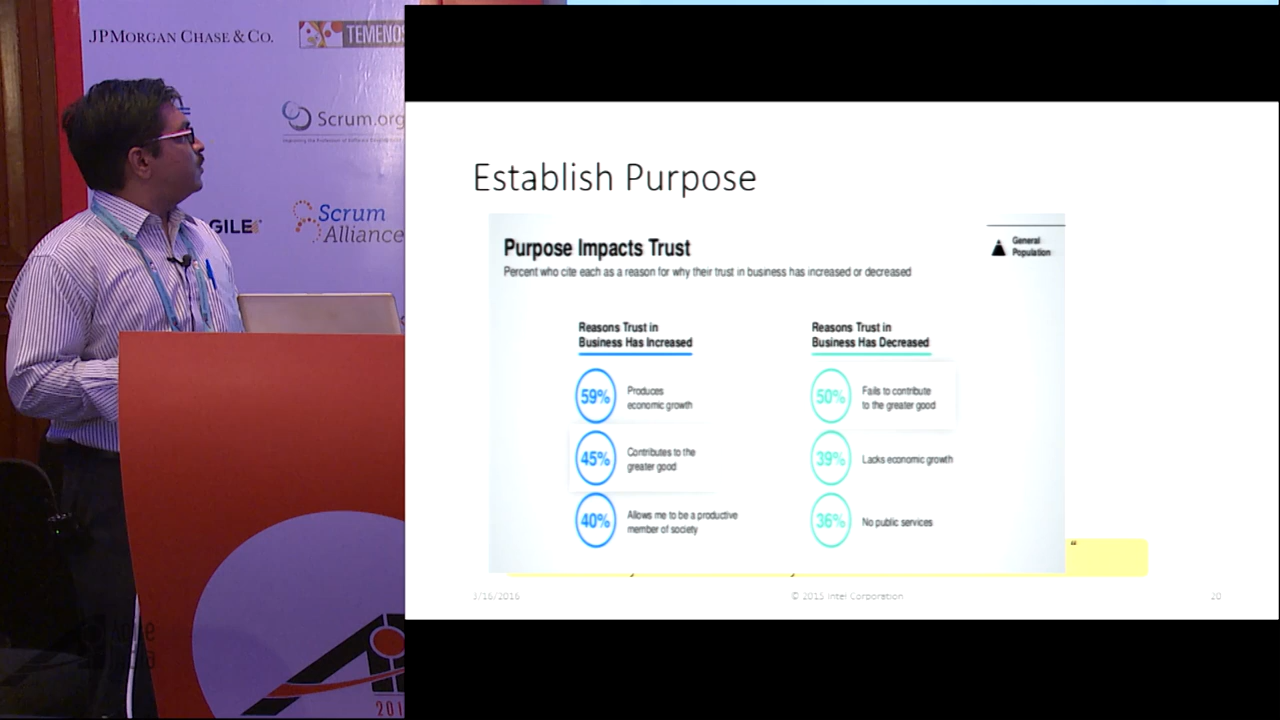 JPMORGAN CHASE & CO.
TEMENOS
Scrum.org
Scrum
Alliance
GILE
Establish Purpose
Purpose Impacts Trust
General
Population
Percent who cite each as a reason for why their trust in business has increased or decreased
Reasons Trust in
Business Has Increased
59%
Produces
economic growth
45%
Contributes to the
greater good
40%
Allows me to be a productive
member of society
Reasons Trust in
Business Has Decreased
50%
Fails to contribute
to the greater good
39%
Lacks economic growth
36%
No public services
“
3/16/2016
© 2015 Intel Corporation
20
201